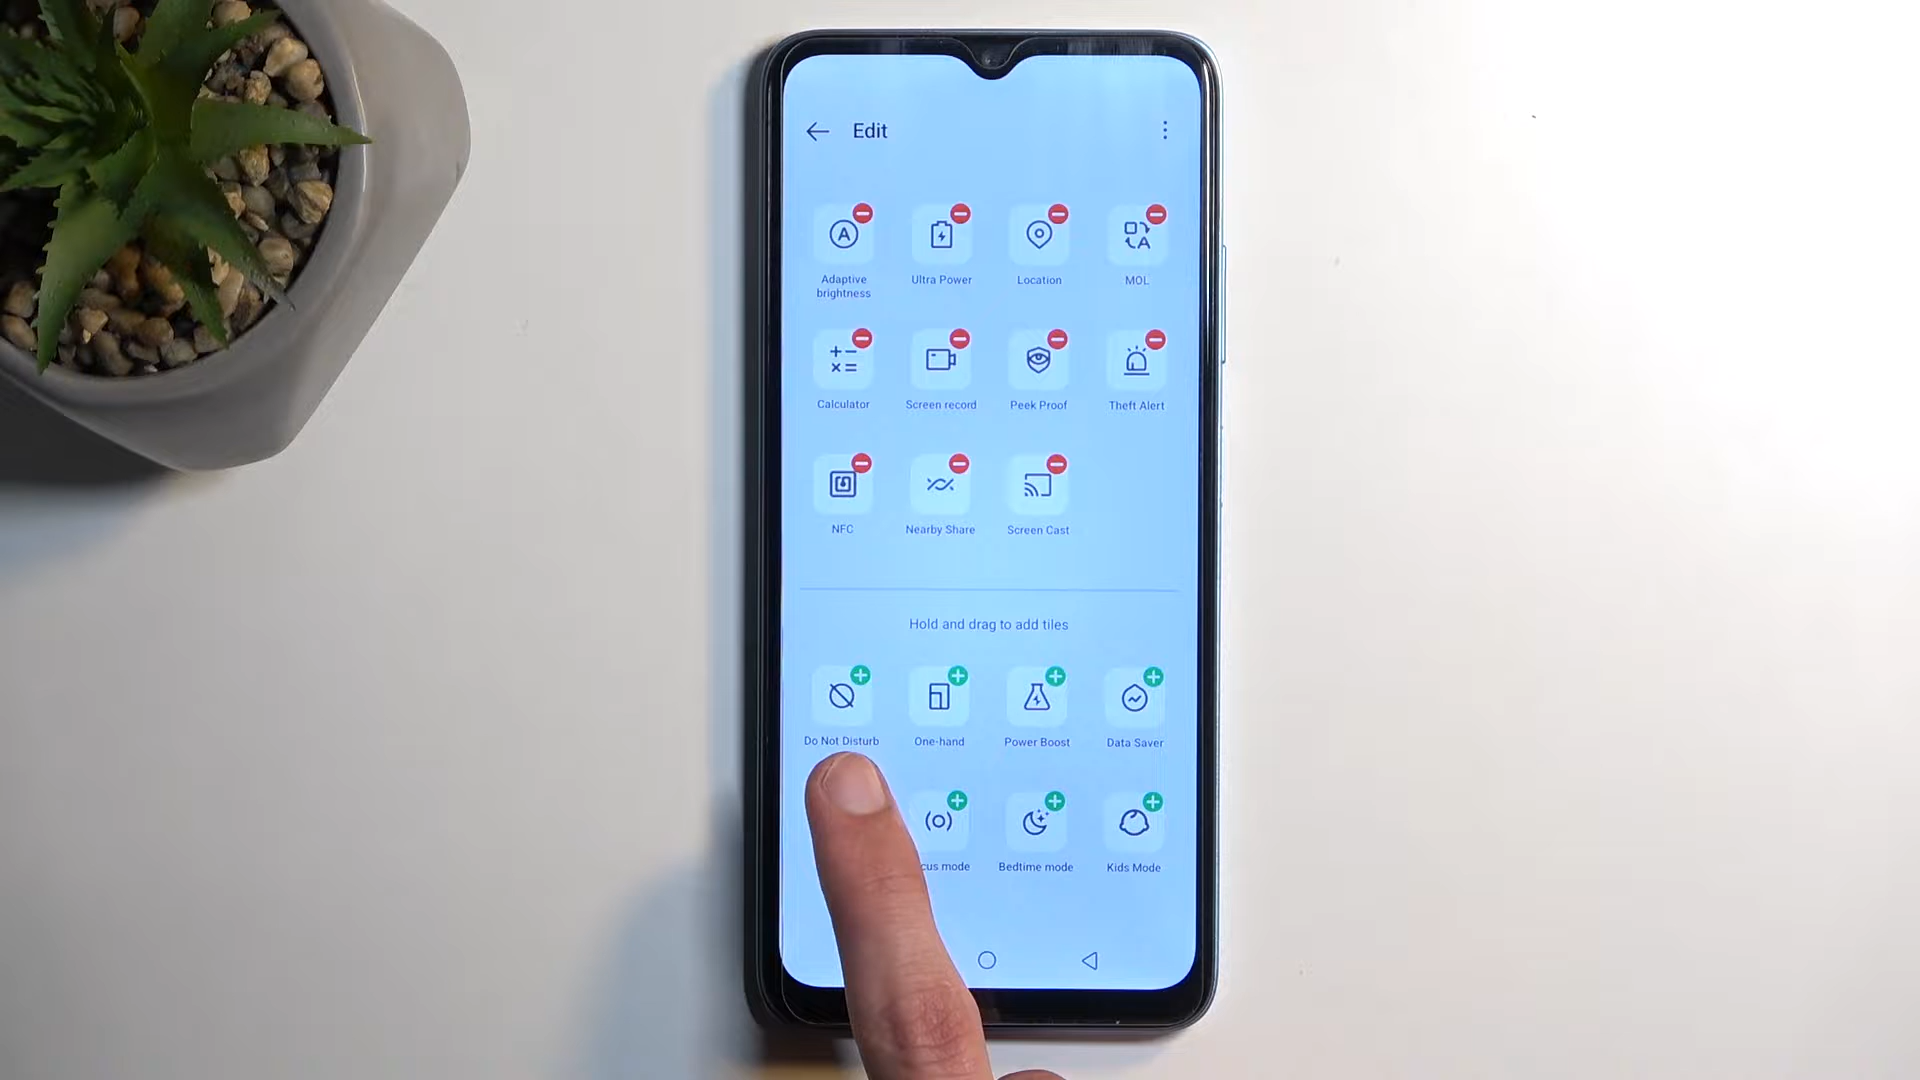 Edit
Adaptive
brightness
Ultra Power
Location
MOL
Calculator
Screen record
Peek Proof
Theft Alert
NFC
Nearby Share
Screen Cast
Hold and drag to add tiles
Do Not Disturb
One-hand
Power Boost
Data Saver
cus mode
Bedtime mode
Kids Mode